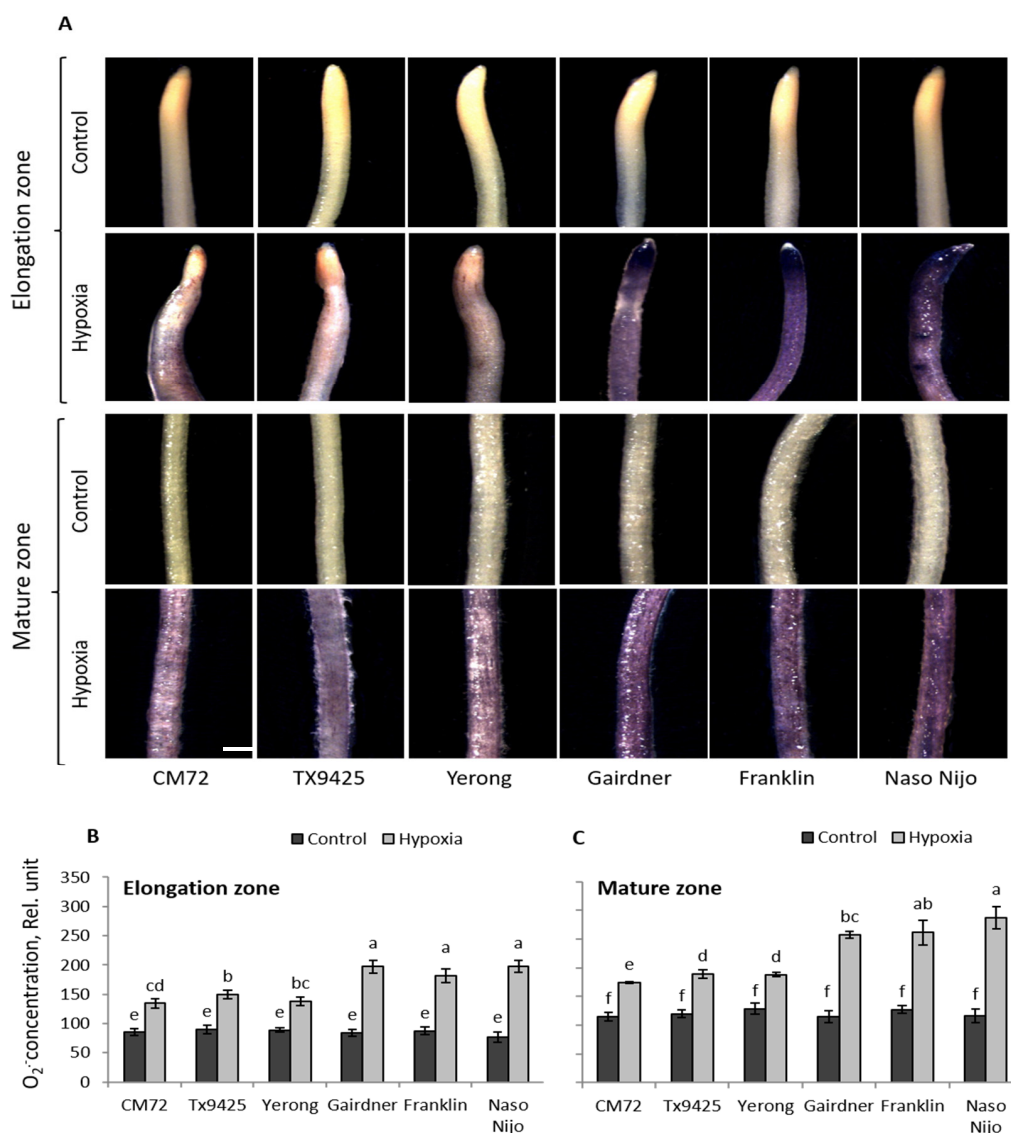 A
Elongation zone
Control
Hypoxia
Mature zone
Control
Hypoxia
CM72 TX9425 Yerong Gairdner Franklin Naso Nijo
B
Control Hypoxia
Elongation zone
O2.- concentration, Rel. unit
350
300
250
200
150
100
50
0
cd b bc a a a
e e e e e e
CM72 Tx9425 Yerong Gairdner Franklin Naso
Nijo
C
Control Hypoxia
Mature zone
e d d bc ab a
f f f f f f
CM72 Tx9425 Yerong Gairdner Franklin Naso
Nijo